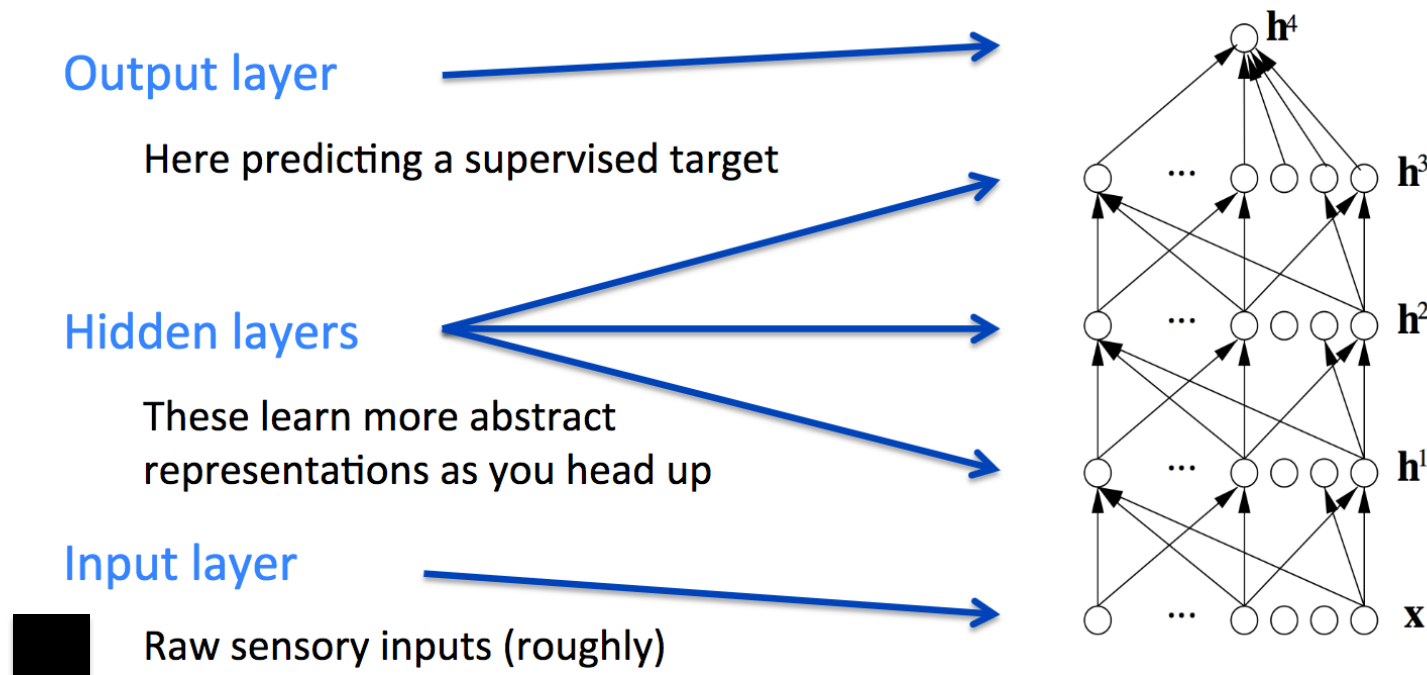 Output layer
Here predicting a supervised target
Hidden layers
These learn more abstract
representations as you head up
Input layer
Raw sensory inputs (roughly)
h⁴
... h³
... h²
... h¹
... x